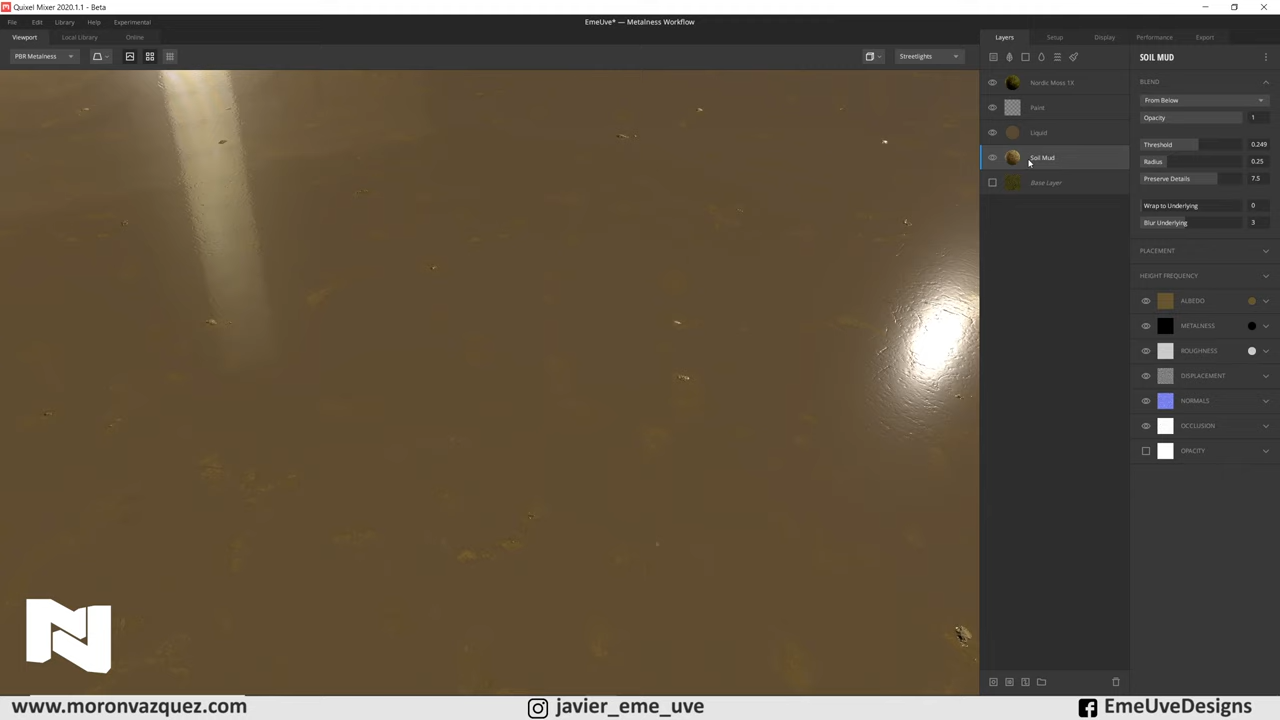 Quixel Mixer 2020.1.1 - Beta
File Edit Library Help Experimental
EmeUve* — Metalness Workflow
Viewport Local Library Online
Layers Setup Display Performance Export
PBR Metalness
Streetlights
Nordic Moss 1X
Paint
Liquid
Soil Mud
Base Layer
SOIL MUD
BLEND
From Below
Opacity 1
Threshold 0.249
Radius 0.25
Preserve Details 7.5
Wrap to Underlying 0
Blur Underlying 3
PLACEMENT
HEIGHT FREQUENCY
ALBEDO
METALNESS
ROUGHNESS
DISPLACEMENT
NORMALS
OCCLUSION
OPACITY
www.moronvazquez.com javier_eme_uve EmeUveDesigns